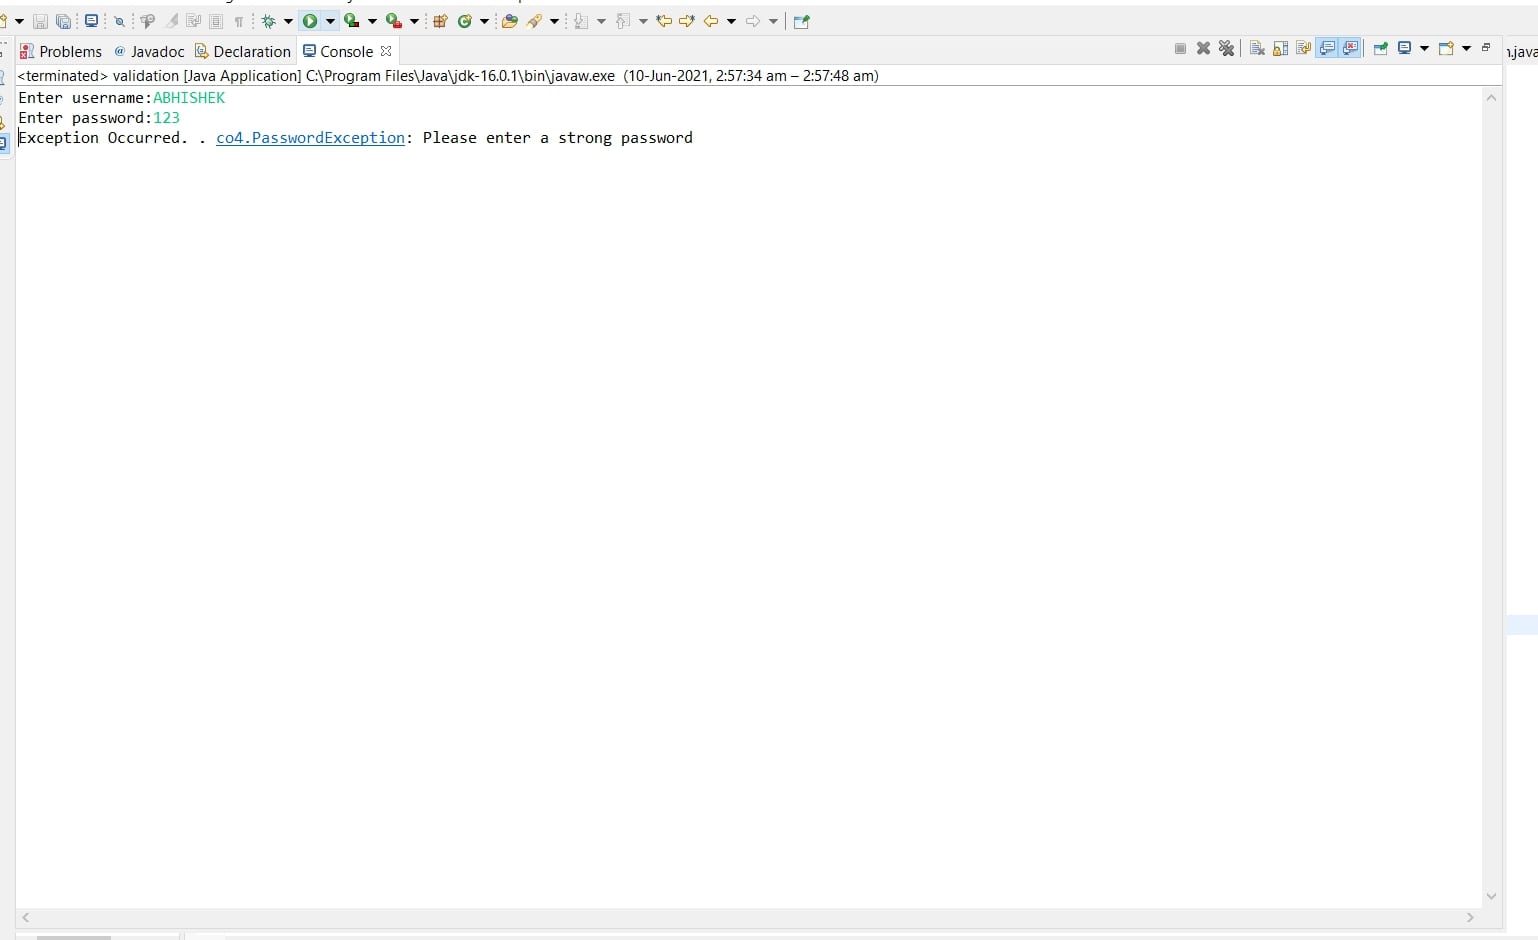 Problems @ Javadoc Declaration Console
.java
<terminated> validation [Java Application] C:\Program Files\Java\jdk-16.0.1\bin\javaw.exe (10-Jun-2021, 2:57:34 am – 2:57:48 am)
Enter username:ABHISHEK
Enter password:123
Exception Occurred. . co4.PasswordException: Please enter a strong password